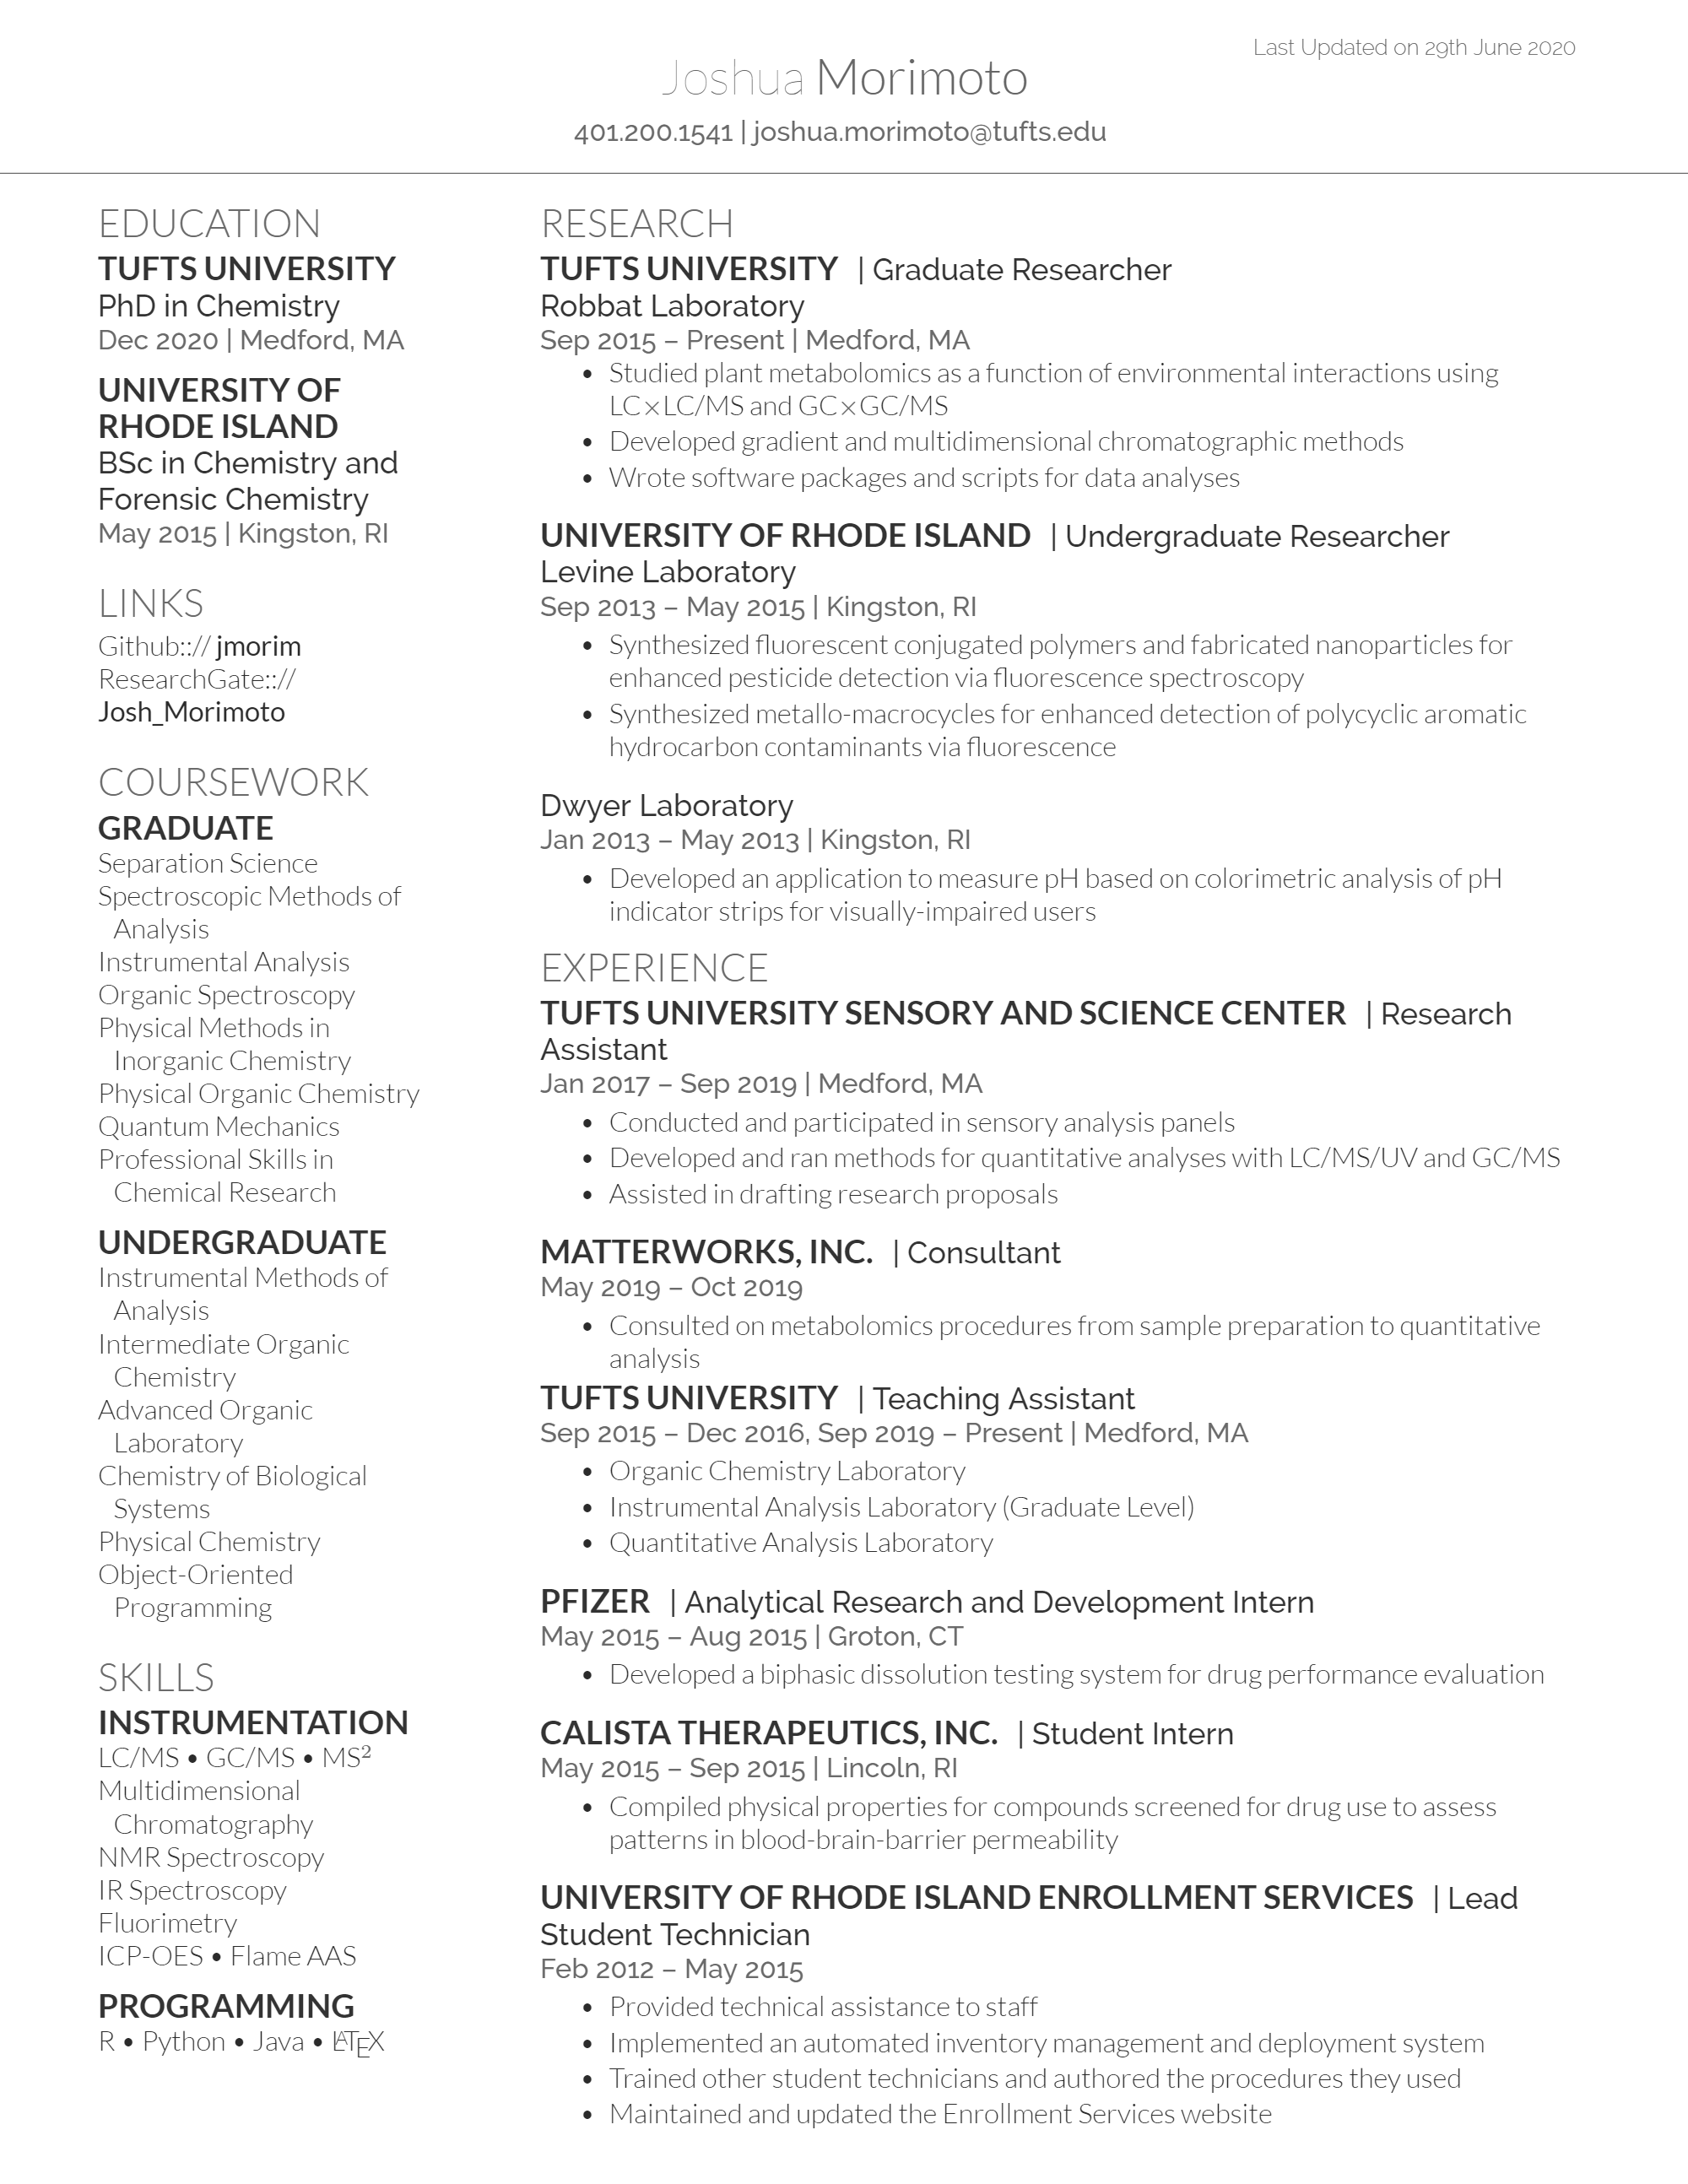 Last Updated on 29th June 2020
Joshua Morimoto
401.200.1541 | joshua.morimoto@tufts.edu
EDUCATION
TUFTS UNIVERSITY
PhD in Chemistry
Dec 2020 | Medford, MA
UNIVERSITY OF
RHODE ISLAND
BSc in Chemistry and
Forensic Chemistry
May 2015 | Kingston, RI
LINKS
Github:// jmorim
ResearchGate://
Josh_Morimoto
COURSEWORK
GRADUATE
Separation Science
Spectroscopic Methods of
Analysis
Instrumental Analysis
Organic Spectroscopy
Physical Methods in
Inorganic Chemistry
Physical Organic Chemistry
Quantum Mechanics
Professional Skills in
Chemical Research
UNDERGRADUATE
Instrumental Methods of
Analysis
Intermediate Organic
Chemistry
Advanced Organic
Laboratory
Chemistry of Biological
Systems
Physical Chemistry
Object-Oriented
Programming
SKILLS
INSTRUMENTATION
LC/MS • GC/MS • MS²
Multidimensional
Chromatography
NMR Spectroscopy
IR Spectroscopy
Fluorimetry
ICP-OES • Flame AAS
PROGRAMMING
R • Python • Java • LATEX
RESEARCH
TUFTS UNIVERSITY | Graduate Researcher
Robbat Laboratory
Sep 2015 – Present | Medford, MA
• Studied plant metabolomics as a function of environmental interactions using
LC×LC/MS and GC×GC/MS
• Developed gradient and multidimensional chromatographic methods
• Wrote software packages and scripts for data analyses
UNIVERSITY OF RHODE ISLAND | Undergraduate Researcher
Levine Laboratory
Sep 2013 – May 2015 | Kingston, RI
• Synthesized fluorescent conjugated polymers and fabricated nanoparticles for
enhanced pesticide detection via fluorescence spectroscopy
• Synthesized metallo-macrocycles for enhanced detection of polycyclic aromatic
hydrocarbon contaminants via fluorescence
Dwyer Laboratory
Jan 2013 – May 2013 | Kingston, RI
• Developed an application to measure pH based on colorimetric analysis of pH
indicator strips for visually-impaired users
EXPERIENCE
TUFTS UNIVERSITY SENSORY AND SCIENCE CENTER | Research
Assistant
Jan 2017 – Sep 2019 | Medford, MA
• Conducted and participated in sensory analysis panels
• Developed and ran methods for quantitative analyses with LC/MS/UV and GC/MS
• Assisted in drafting research proposals
MATTERWORKS, INC. | Consultant
May 2019 – Oct 2019
• Consulted on metabolomics procedures from sample preparation to quantitative
analysis
TUFTS UNIVERSITY | Teaching Assistant
Sep 2015 – Dec 2016, Sep 2019 – Present | Medford, MA
• Organic Chemistry Laboratory
• Instrumental Analysis Laboratory (Graduate Level)
• Quantitative Analysis Laboratory
PFIZER | Analytical Research and Development Intern
May 2015 – Aug 2015 | Groton, CT
• Developed a biphasic dissolution testing system for drug performance evaluation
CALISTA THERAPEUTICS, INC. | Student Intern
May 2015 – Sep 2015 | Lincoln, RI
• Compiled physical properties for compounds screened for drug use to assess
patterns in blood-brain-barrier permeability
UNIVERSITY OF RHODE ISLAND ENROLLMENT SERVICES | Lead
Student Technician
Feb 2012 – May 2015
• Provided technical assistance to staff
• Implemented an automated inventory management and deployment system
• Trained other student technicians and authored the procedures they used
• Maintained and updated the Enrollment Services website